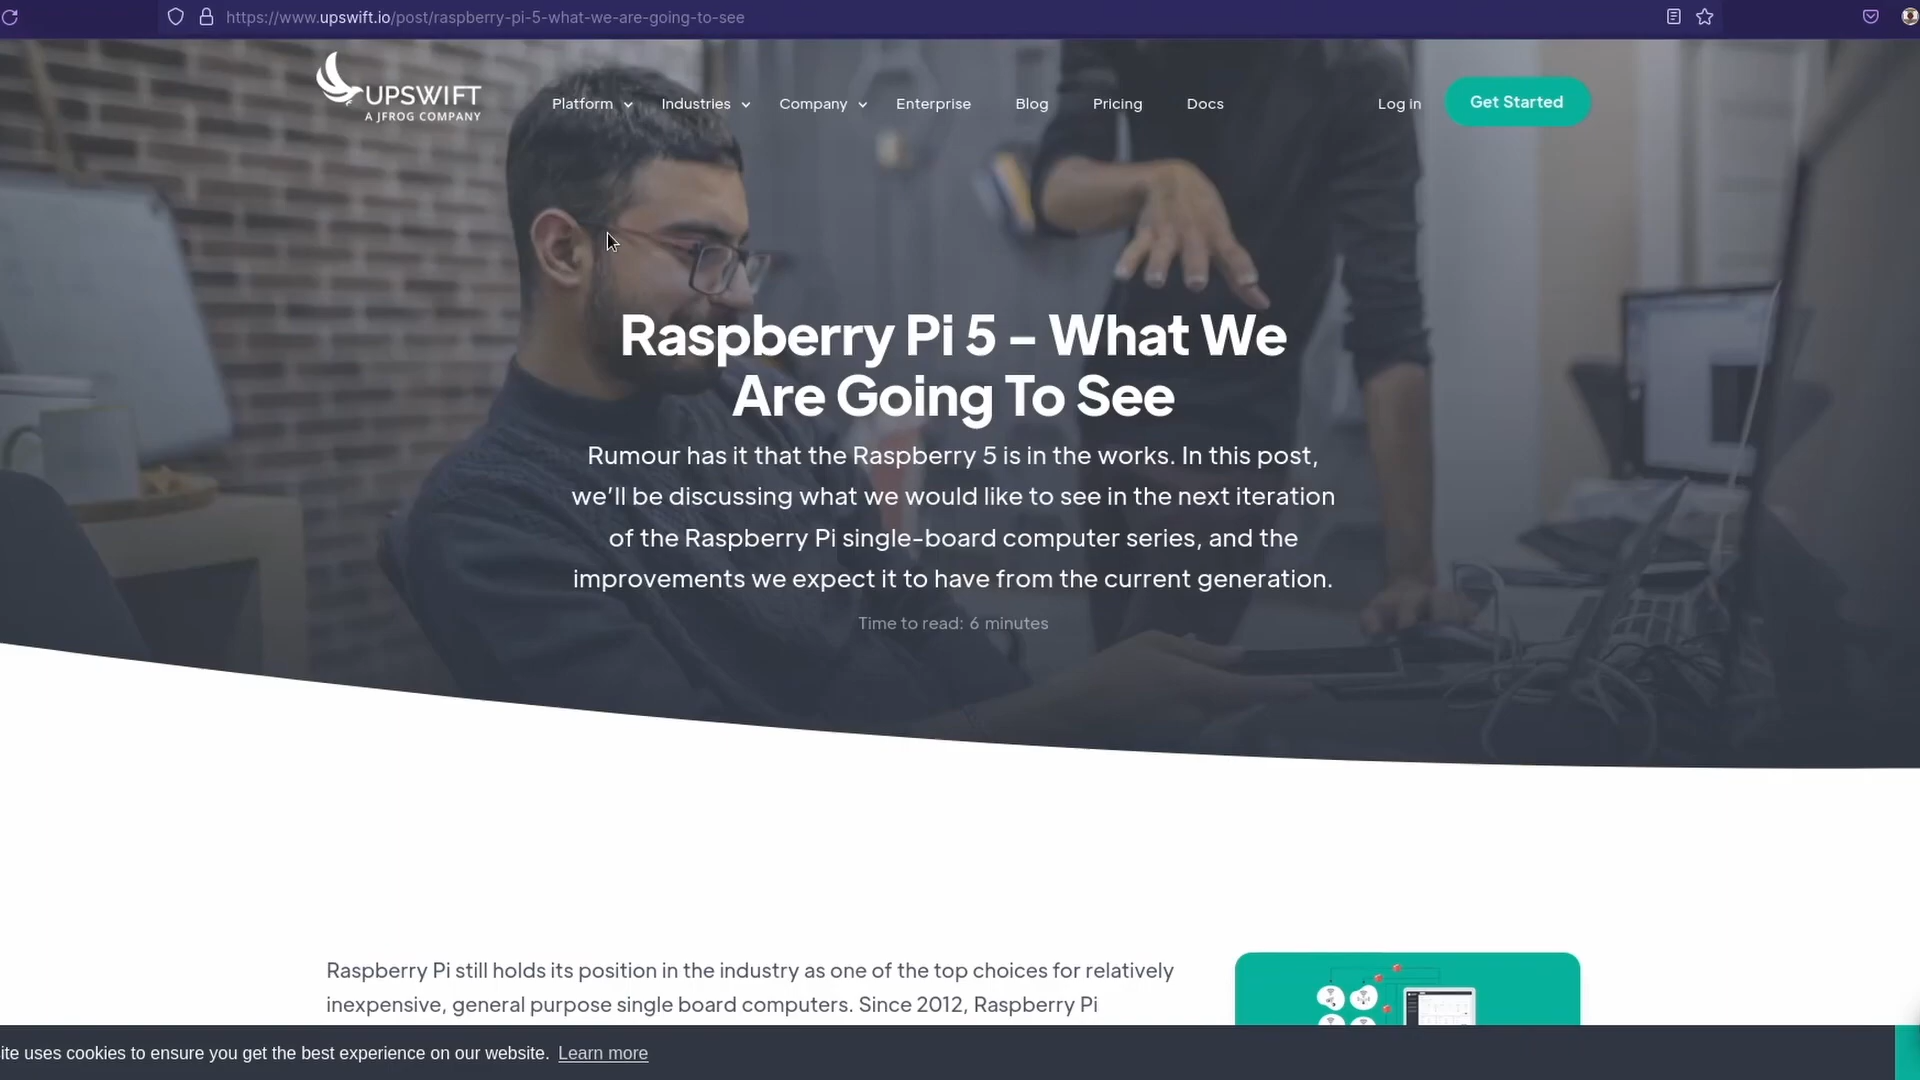 https://www.upswift.io/post/raspberry-pi-5-what-we-are-going-to-see
UPSWIFT
A JFROG COMPANY
Platform Industries Company Enterprise Blog Pricing Docs Log in Get Started
Raspberry Pi 5 – What We
Are Going To See
Rumour has it that the Raspberry 5 is in the works. In this post,
we’ll be discussing what we would like to see in the next iteration
of the Raspberry Pi single-board computer series, and the
improvements we expect it to have from the current generation.
Time to read: 6 minutes
Raspberry Pi still holds its position in the industry as one of the top choices for relatively
inexpensive, general purpose single board computers. Since 2012, Raspberry Pi
ite uses cookies to ensure you get the best experience on our website. Learn more